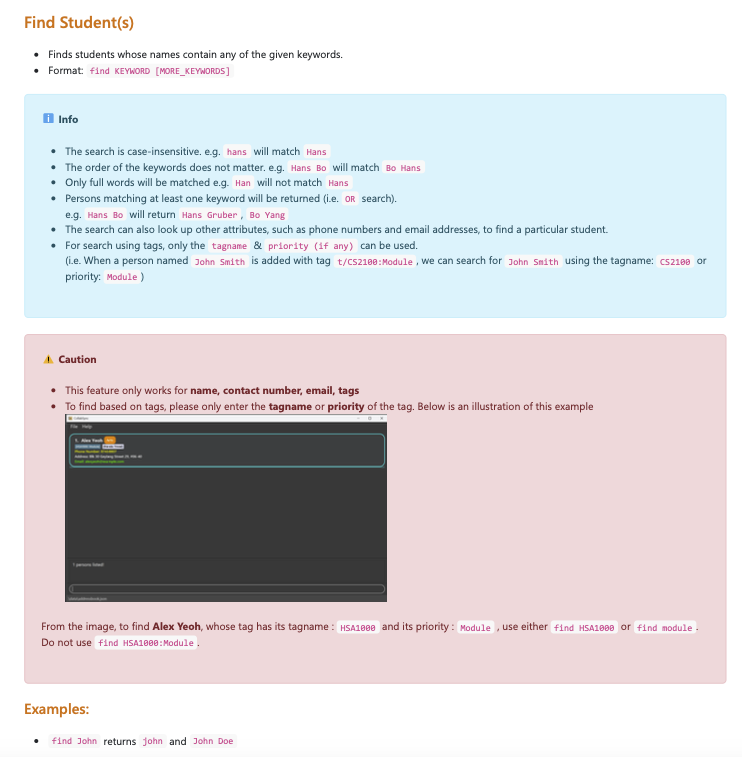 Find Student(s)
Finds students whose names contain any of the given keywords.
Format: find KEYWORD [MORE_KEYWORDS]
Info
The search is case-insensitive. e.g. hans will match Hans
The order of the keywords does not matter. e.g. Hans Bo will match Bo Hans
Only full words will be matched e.g. Han will not match Hans
Persons matching at least one keyword will be returned (i.e. OR search).
e.g. Hans Bo will return Hans Gruber , Bo Yang
The search can also look up other attributes, such as phone numbers and email addresses, to find a particular student.
For search using tags, only the tagname & priority (if any) can be used.
(i.e. When a person named John Smith is added with tag t/CS2100:Module , we can search for John Smith using the tagname: CS2100 or
priority: Module )
Caution
This feature only works for name, contact number, email, tags
To find based on tags, please only enter the tagname or priority of the tag. Below is an illustration of this example
File Help
1. Alex Yeoh
1 persons listed!
From the image, to find Alex Yeoh, whose tag has its tagname : HSA1000 and its priority : Module , use either find HSA1000 or find module .
Do not use find HSA1000:Module .
Examples:
find John returns john and John Doe